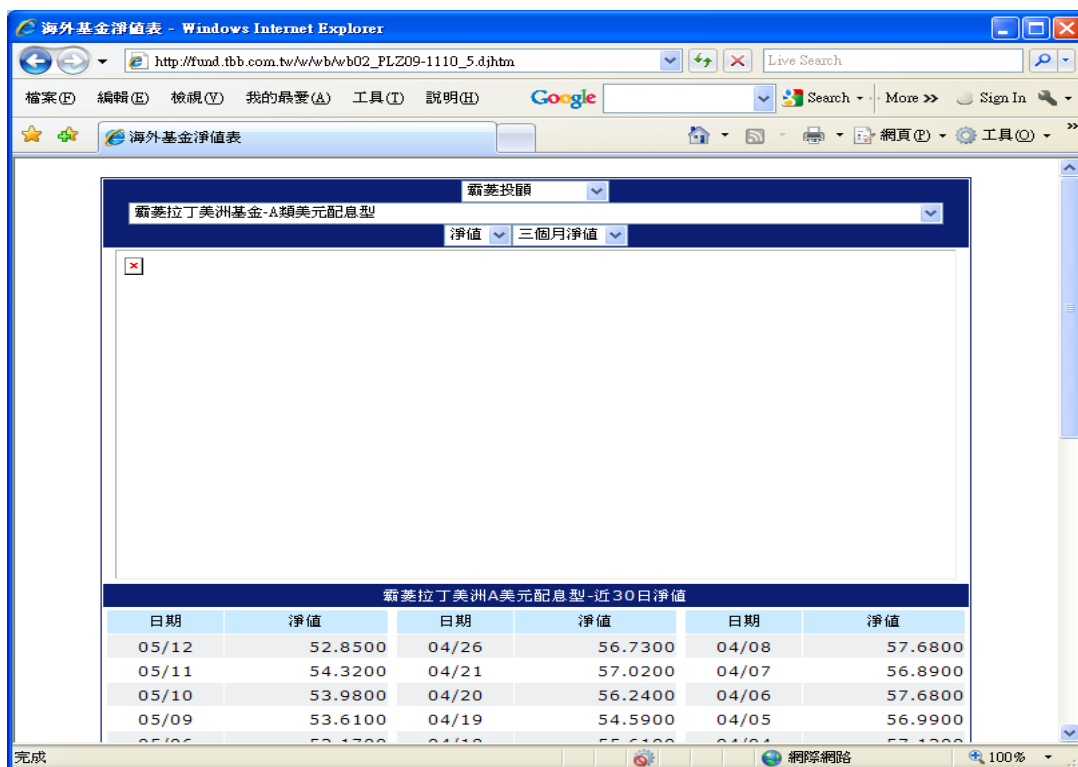 海外基金淨值表 - Windows Internet Explorer
http://fund.tbb.com.tw/w/wb/wb02_PLZ09-1110_5.djhtm Live Search
檔案(F) 編輯(E) 檢視(V) 我的最愛(A) 工具(T) 說明(H) Google Search More >> Sign In
海外基金淨值表 網頁(P) 工具(O) »
霸菱投顧
霸菱拉丁美洲基金-A類美元配息型
淨值 三個月淨值
霸菱拉丁美洲A美元配息型-近30日淨值
日期 淨值 日期 淨值 日期 淨值
05/12 52.8500 04/26 56.7300 04/08 57.6800
05/11 54.3200 04/21 57.0200 04/07 56.8900
05/10 53.9800 04/20 56.2400 04/06 57.6800
05/09 53.6100 04/19 54.5900 04/05 56.9900
完成 網際網路 100%